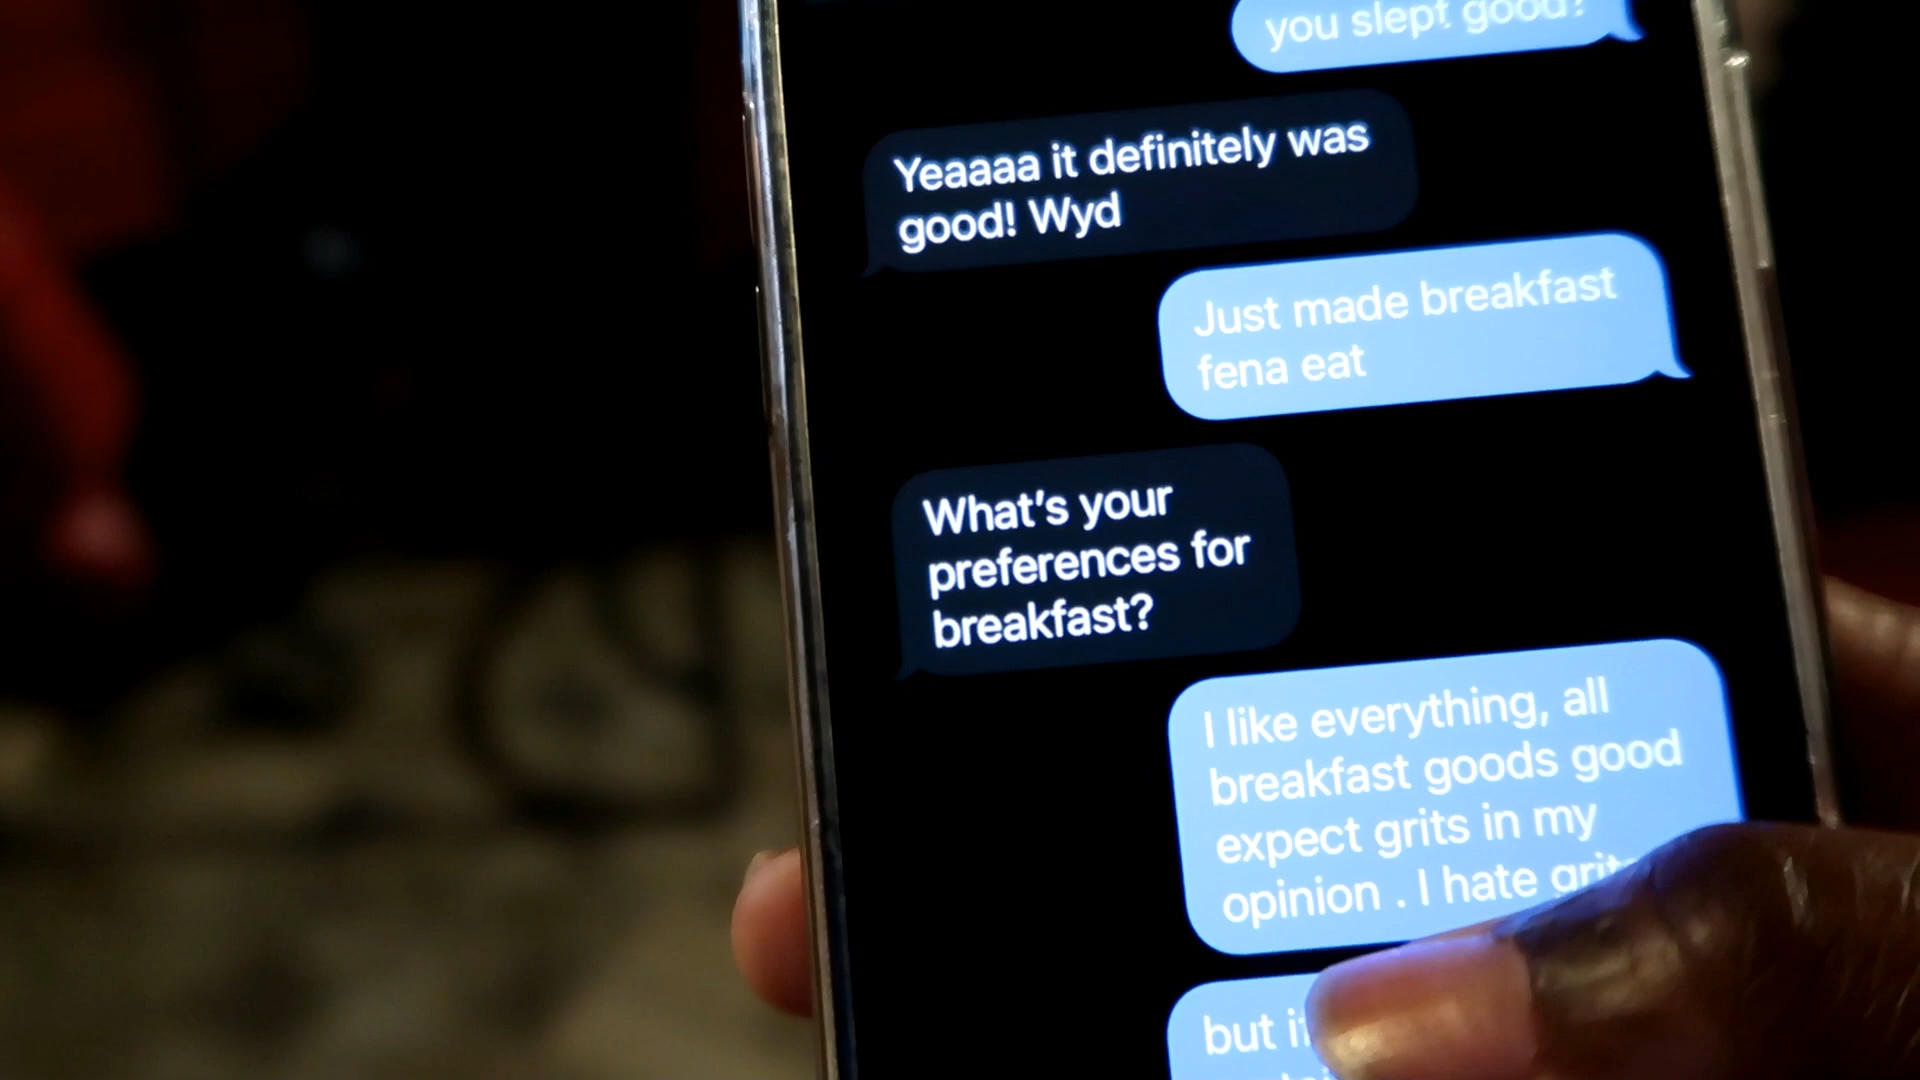 you slept good?
Yeaaaa it definitely was
good! Wyd
Just made breakfast
fena eat
What's your
preferences for
breakfast?
I like everything, all
breakfast goods good
expect grits in my
opinion . I hate
but